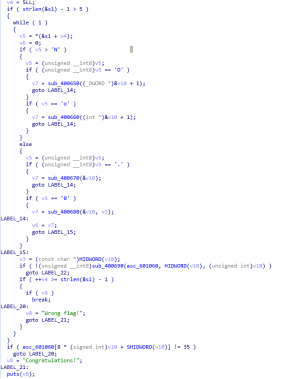 v4 = 5LL;
if ( strlen(&s1) - 1 > 5 )
{
while ( 1 )
{
v5 = *(&s1 + v4);
v6 = 0;
if ( v5 > 'N' )
{
v5 = (unsigned __int8)v5;
if ( (unsigned __int8)v5 == 'O' )
{
v7 = sub_400650((_DWORD *)&v10 + 1);
goto LABEL_14;
}
if ( v5 == 'o' )
{
v7 = sub_400660((int *)&v10 + 1);
goto LABEL_14;
}
}
else
{
v5 = (unsigned __int8)v5;
if ( (unsigned __int8)v5 == '.' )
{
v7 = sub_400670(&v10);
goto LABEL_14;
}
if ( v5 == '0' )
{
v7 = sub_400680(&v10, v3);
LABEL_14:
v6 = v7;
goto LABEL_15;
}
}
LABEL_15:
v3 = (const char *)HIDWORD(v10);
if ( !(unsigned __int8)sub_400690(asc_601060, HIDWORD(v10), (unsigned int)v10) )
goto LABEL_22;
if ( ++v4 >= strlen(&s1) - 1 )
{
if ( v6 )
break;
LABEL_20:
v8 = "Wrong flag!";
goto LABEL_21;
}
}
}
if ( asc_601060[8 * (signed int)v10 + SHIDWORD(v10)] != 35 )
goto LABEL_20;
v8 = "Congratulations!";
LABEL_21:
puts(v8);